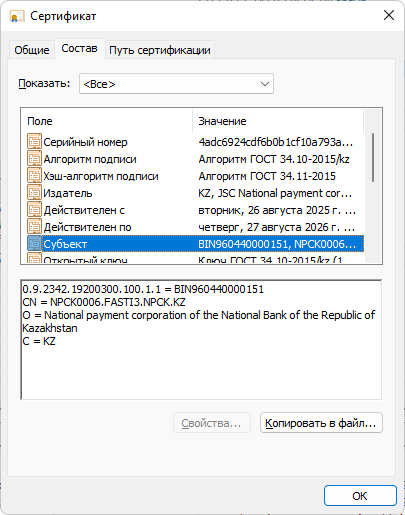 Сертификат
Общие Состав Путь сертификации
Показать: <Все>
Поле Значение
Серийный номер 4adc6924cdf6b0b1cf10a793a...
Алгоритм подписи Алгоритм ГОСТ 34.10-2015/kz
Хэш-алгоритм подписи Алгоритм ГОСТ 34.11-2015
Издатель KZ, JSC National payment cor...
Действителен с вторник, 26 августа 2025 г. ...
Действителен по четверг, 27 августа 2026 г. ...
Субъект BIN960440000151, NPCK0006....
Открытый ключ Ключ ГОСТ 34.10-2015/kz (1...
0.9.2342.19200300.100.1.1 = BIN960440000151
CN = NPCK0006.FASTI3.NPCK.KZ
O = National payment corporation of the National Bank of the Republic of
Kazakhstan
C = KZ
Свойства... Копировать в файл...
ОК